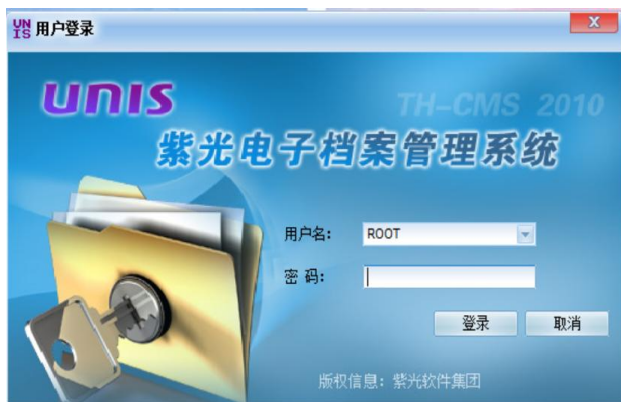 UNIS 用户登录 X
UNIS
TH-CMS 2010
紫光电子档案管理系统
用户名: ROOT
密 码:
登录 取消
版权信息: 紫光软件集团